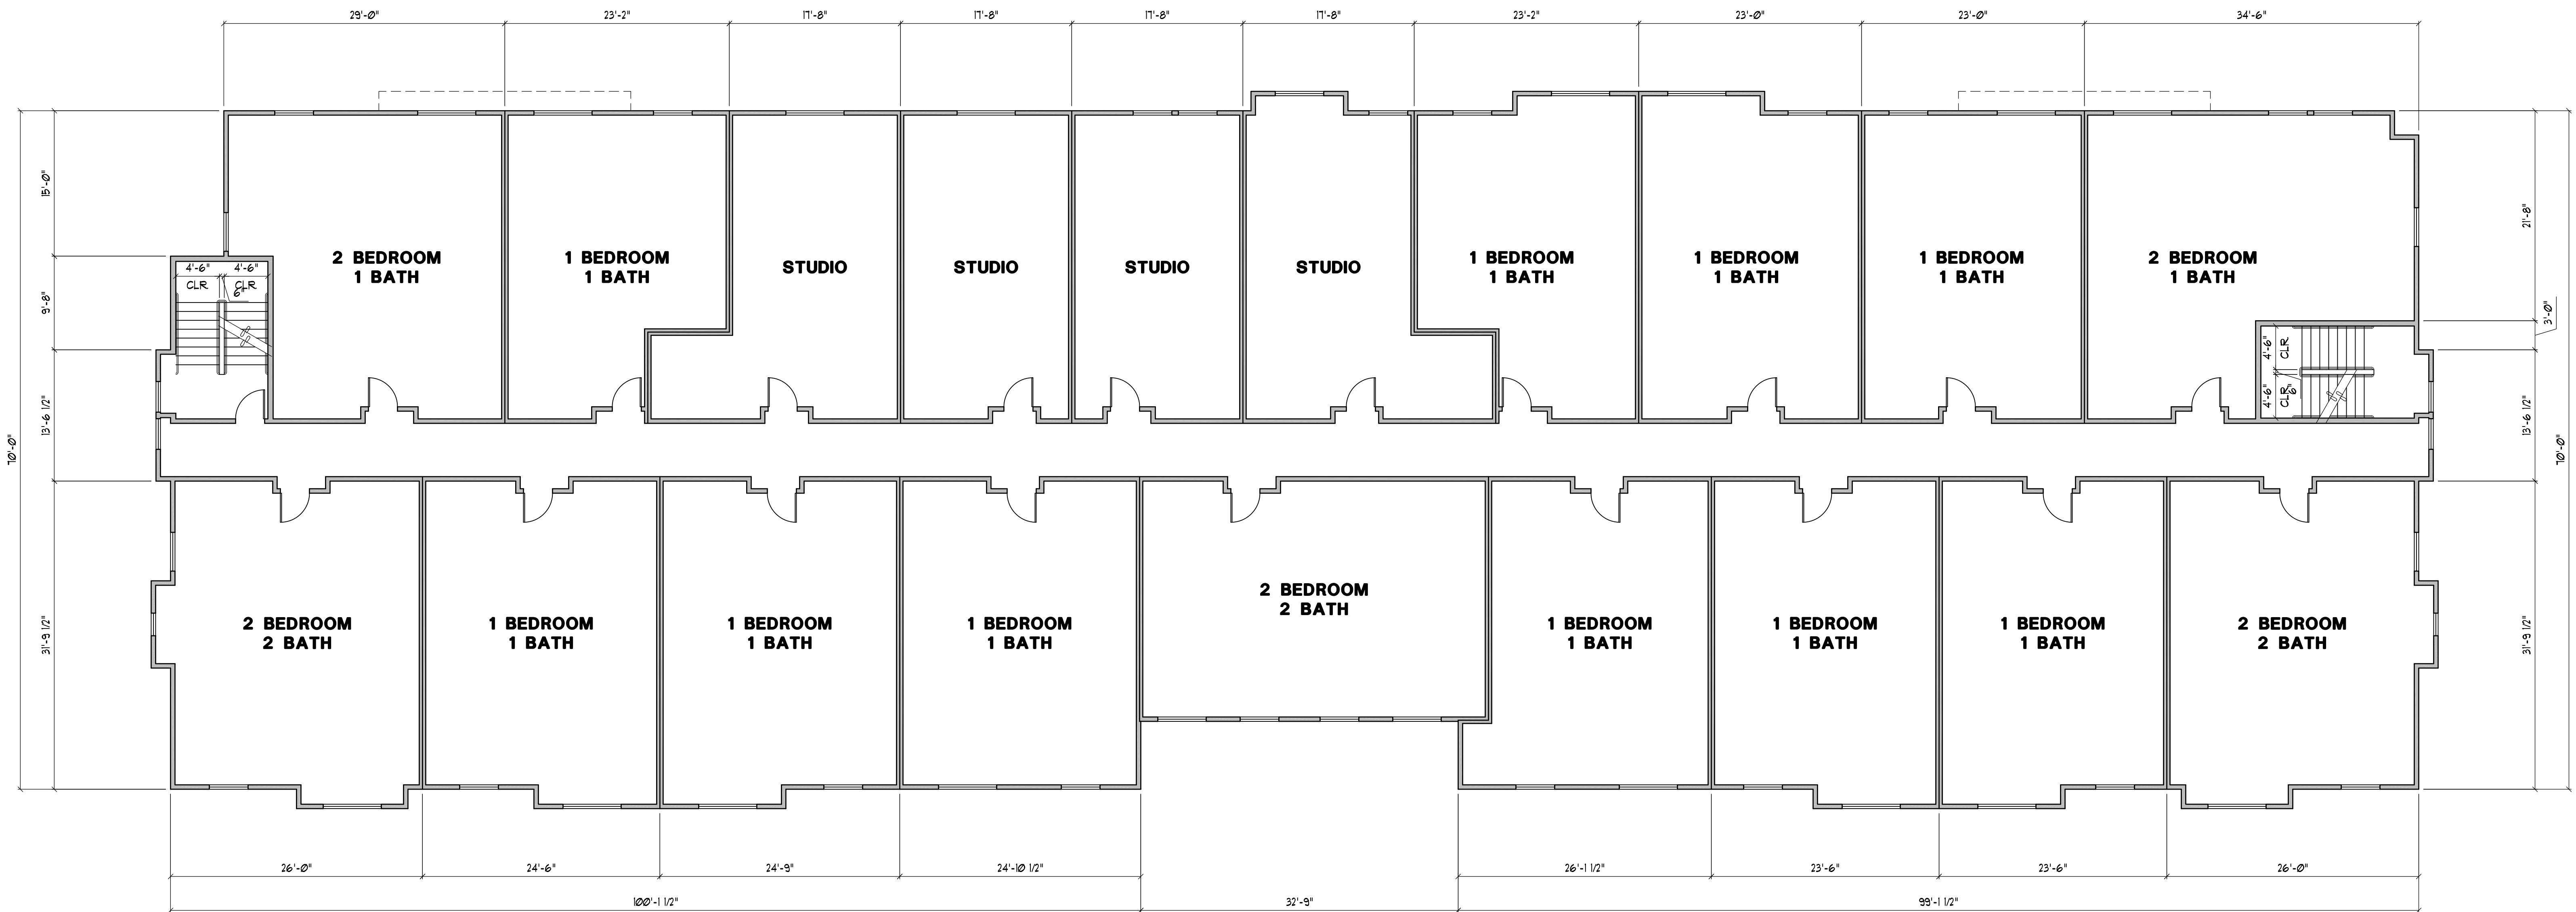 29'-0" 23'-2" 17'-8" 17'-8" 17'-8" 17'-8" 23'-2" 23'-0" 23'-0" 34'-6"
70'-0"
15'-0"
9'-8"
13'-6 1/2"
31'-9 1/2"
2 BEDROOM
1 BATH
1 BEDROOM
1 BATH
STUDIO
STUDIO
STUDIO
STUDIO
1 BEDROOM
1 BATH
1 BEDROOM
1 BATH
1 BEDROOM
1 BATH
2 BEDROOM
1 BATH
4'-6" 4'-6"
CLR CLR
6"
4'-6" CLR
4'-6" CLR
6"
21'-8"
3'-0"
13'-6 1/2"
31'-9 1/2"
70'-0"
2 BEDROOM
2 BATH
1 BEDROOM
1 BATH
1 BEDROOM
1 BATH
1 BEDROOM
1 BATH
2 BEDROOM
2 BATH
1 BEDROOM
1 BATH
1 BEDROOM
1 BATH
1 BEDROOM
1 BATH
2 BEDROOM
2 BATH
26'-0" 24'-6" 24'-9" 24'-10 1/2" 26'-1 1/2" 23'-6" 23'-6" 26'-0"
100'-1 1/2" 32'-9" 99'-1 1/2"